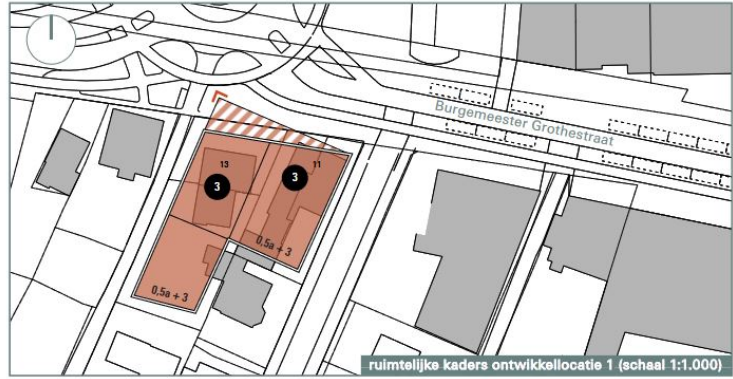 Burgemeester Grothestraat
13
11
3
3
0,5a + 3
0,5a + 3
ruimtelijke kaders ontwikkellocatie 1 (schaal 1:1.000)